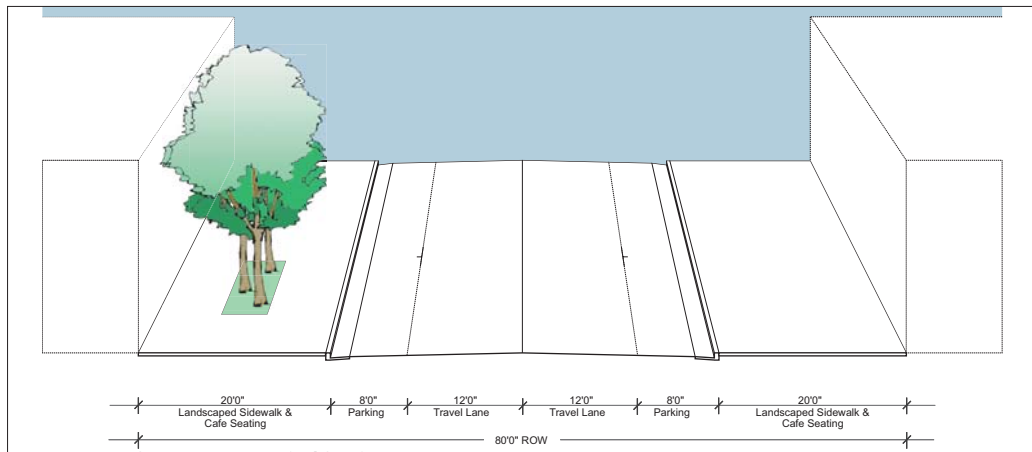 20'0" 8'0" 12'0" 12'0" 8'0" 20'0"
Landscaped Sidewalk & Parking Travel Lane Travel Lane Parking Landscaped Sidewalk &
Cafe Seating Cafe Seating
80'0" ROW